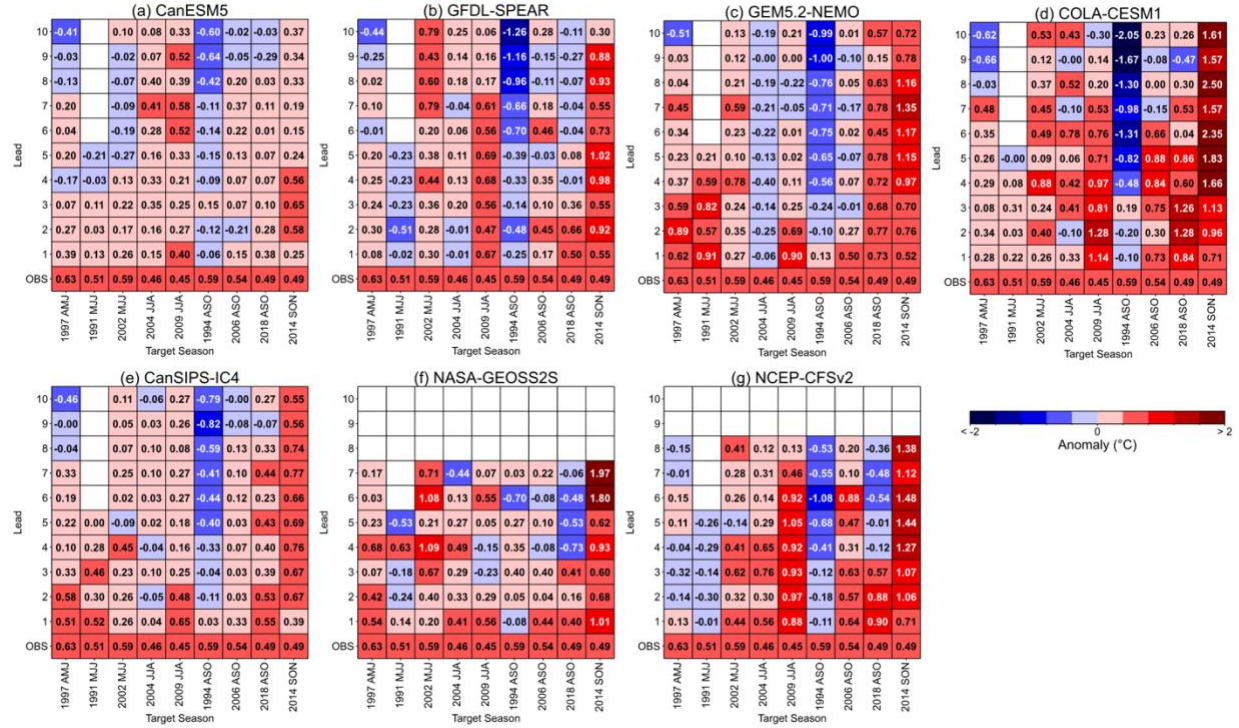 (a) CanESM5
10 -0.41 0.10 0.08 0.33 -0.60 -0.02 -0.03 0.37
9 -0.03 -0.02 0.07 0.52 -0.64 -0.05 -0.29 0.34
8 -0.13 -0.07 0.40 0.38 -0.42 0.20 0.03 0.41
7 0.20 -0.09 0.41 0.58 -0.11 0.37 0.11 0.19
6 0.04 -0.19 0.28 0.52 -0.14 0.22 0.01 0.15
5 0.20 -0.21 -0.27 0.16 0.33 -0.15 0.13 0.07 0.24
4 -0.17 -0.03 0.13 0.33 0.21 -0.09 0.07 0.07 0.56
3 0.07 0.11 0.22 0.35 0.25 0.15 0.07 0.10 0.65
2 0.27 0.03 0.17 0.16 0.27 -0.12 -0.21 0.28 0.58
1 0.39 0.13 0.26 0.15 0.40 -0.06 0.15 0.38 0.25
OBS 0.63 0.51 0.59 0.46 0.45 0.59 0.54 0.49 0.49
1997 AMJ 1991 MJJ 2002 MJJ 2004 JJA 2009 JJA 1994 ASO 2006 ASO 2018 ASO 2014 SON
Lead
Target Season
(b) GFDL-SPEAR
10 -0.44 0.79 0.25 0.06 -1.26 0.28 -0.11 0.30
9 -0.25 0.43 0.14 0.16 -1.16 -0.15 -0.27 0.88
8 0.02 0.60 0.18 0.17 -0.96 -0.11 -0.28 0.93
7 0.10 0.79 -0.04 0.61 -0.66 0.18 -0.04 0.55
6 -0.01 0.20 0.06 0.56 -0.70 0.46 -0.04 0.73
5 0.20 -0.23 0.38 0.11 0.69 -0.39 -0.03 0.08 1.02
4 0.25 -0.23 0.44 0.13 0.68 -0.33 0.35 -0.01 0.98
3 0.24 -0.10 0.36 0.20 0.56 -0.14 0.10 0.36 0.55
2 0.30 -0.51 0.28 -0.01 0.47 -0.48 0.45 0.66 0.92
1 0.08 -0.02 0.30 -0.01 0.67 -0.25 0.17 0.50 0.55
OBS 0.63 0.51 0.59 0.46 0.45 0.59 0.54 0.49 0.49
1997 AMJ 1991 MJJ 2002 MJJ 2004 JJA 2009 JJA 1994 ASO 2006 ASO 2018 ASO 2014 SON
Lead
Target Season
(c) GEM5.2-NEMO
10 -0.51 0.13 -0.19 0.21 -0.99 0.01 0.57 0.72
9 0.03 0.12 -0.00 0.09 -1.00 -0.10 0.15 0.78
8 0.04 0.21 -0.19 -0.22 -0.76 0.05 0.63 1.16
7 0.45 0.59 -0.21 -0.05 -0.71 -0.17 0.78 1.35
6 0.34 0.23 -0.22 0.01 -0.75 0.02 0.45 1.17
5 0.23 0.21 0.10 -0.13 0.02 -0.65 -0.07 0.78 1.15
4 0.37 0.59 0.78 -0.40 0.11 -0.56 -0.07 0.72 0.97
3 0.59 0.82 0.24 -0.14 0.25 -0.24 -0.01 0.68 0.70
2 0.89 0.57 0.35 -0.25 0.69 -0.10 0.27 0.77 0.76
1 0.62 0.91 0.27 -0.06 0.90 0.13 0.50 0.73 0.52
OBS 0.63 0.51 0.59 0.46 0.45 0.59 0.54 0.49 0.49
1997 AMJ 1991 MJJ 2002 MJJ 2004 JJA 2009 JJA 1994 ASO 2006 ASO 2018 ASO 2014 SON
Lead
Target Season
(d) COLA-CESM1
10 -0.62 0.53 0.43 -0.30 -2.05 0.23 0.26 1.61
9 -0.66 0.12 -0.00 0.14 -1.67 -0.08 -0.47 1.57
8 -0.03 0.37 0.52 0.20 -1.30 0.00 0.30 2.50
7 0.48 0.45 -0.10 0.53 -0.98 -0.15 0.53 1.57
6 0.35 0.49 0.78 0.76 -1.31 0.66 0.04 2.35
5 0.26 -0.00 0.09 0.06 0.71 -0.82 0.88 0.86 1.83
4 0.29 0.08 0.88 0.42 0.97 -0.48 0.84 0.60 1.66
3 0.08 0.31 0.24 0.41 0.81 0.19 0.75 1.26 1.13
2 0.34 0.03 0.40 -0.10 1.28 -0.20 0.30 1.28 0.96
1 0.28 0.22 0.26 0.33 1.14 -0.10 0.73 0.84 0.71
OBS 0.63 0.51 0.59 0.46 0.45 0.59 0.54 0.49 0.49
1997 AMJ 1991 MJJ 2002 MJJ 2004 JJA 2009 JJA 1994 ASO 2006 ASO 2018 ASO 2014 SON
Lead
Target Season
(e) CanSIPS-IC4
10 -0.46 0.11 -0.06 0.27 -0.79 -0.00 0.27 0.55
9 -0.00 0.05 0.03 0.26 -0.82 -0.08 -0.07 0.56
8 -0.04 0.07 0.10 0.27 -0.59 0.04 0.33 0.74
7 0.33 0.25 0.10 0.27 -0.41 0.10 0.44 0.77
6 0.19 0.02 0.03 0.27 -0.44 0.12 0.23 0.66
5 0.22 0.00 -0.09 0.02 0.18 -0.40 0.03 0.43 0.69
4 0.10 0.28 0.45 -0.04 0.16 -0.33 0.07 0.40 0.76
3 0.33 0.46 0.23 0.10 0.25 -0.04 0.03 0.39 0.67
2 0.58 0.30 0.26 -0.05 0.48 -0.11 0.03 0.53 0.67
1 0.51 0.52 0.26 0.04 0.65 0.03 0.33 0.55 0.39
OBS 0.63 0.51 0.59 0.46 0.45 0.59 0.54 0.49 0.49
1997 AMJ 1991 MJJ 2002 MJJ 2004 JJA 2009 JJA 1994 ASO 2006 ASO 2018 ASO 2014 SON
Lead
Target Season
(f) NASA-GEOSS2S
10
9
8
7 0.17 0.71 -0.44 0.07 0.03 0.22 -0.06 1.97
6 0.03 1.08 0.13 0.55 -0.70 -0.08 -0.48 1.80
5 0.23 -0.53 0.21 0.27 0.05 0.27 0.10 -0.53 0.62
4 0.68 0.63 1.09 0.49 -0.15 0.35 -0.08 -0.73 0.93
3 0.07 -0.18 0.67 0.29 -0.23 0.40 0.40 0.41 0.60
2 0.42 -0.24 0.40 0.33 0.29 0.05 0.04 0.16 0.68
1 0.54 0.14 0.20 0.41 0.56 -0.08 0.44 0.40 1.01
OBS 0.63 0.51 0.59 0.46 0.45 0.59 0.54 0.49 0.49
1997 AMJ 1991 MJJ 2002 MJJ 2004 JJA 2009 JJA 1994 ASO 2006 ASO 2018 ASO 2014 SON
Lead
Target Season
(g) NCEP-CFSv2
10
9
8 -0.15 0.41 0.12 0.13 -0.53 0.20 -0.36 1.38
7 -0.01 0.28 0.31 0.46 -0.55 0.10 -0.48 1.12
6 0.15 0.26 0.14 0.92 -1.08 0.88 -0.54 1.48
5 0.11 -0.26 -0.14 0.29 1.05 -0.68 0.47 -0.01 1.44
4 -0.04 -0.29 0.41 0.65 0.92 -0.41 0.31 -0.12 1.27
3 -0.32 -0.14 0.62 0.76 0.93 -0.12 0.63 0.57 1.07
2 -0.14 -0.30 0.32 0.30 0.97 -0.18 0.57 0.88 1.06
1 0.13 -0.01 0.44 0.57 0.88 -0.11 0.64 0.90 0.71
OBS 0.63 0.51 0.59 0.46 0.45 0.59 0.54 0.49 0.49
1997 AMJ 1991 MJJ 2002 MJJ 2004 JJA 2009 JJA 1994 ASO 2006 ASO 2018 ASO 2014 SON
Lead
Target Season
< -2 0 > 2
Anomaly (°C)